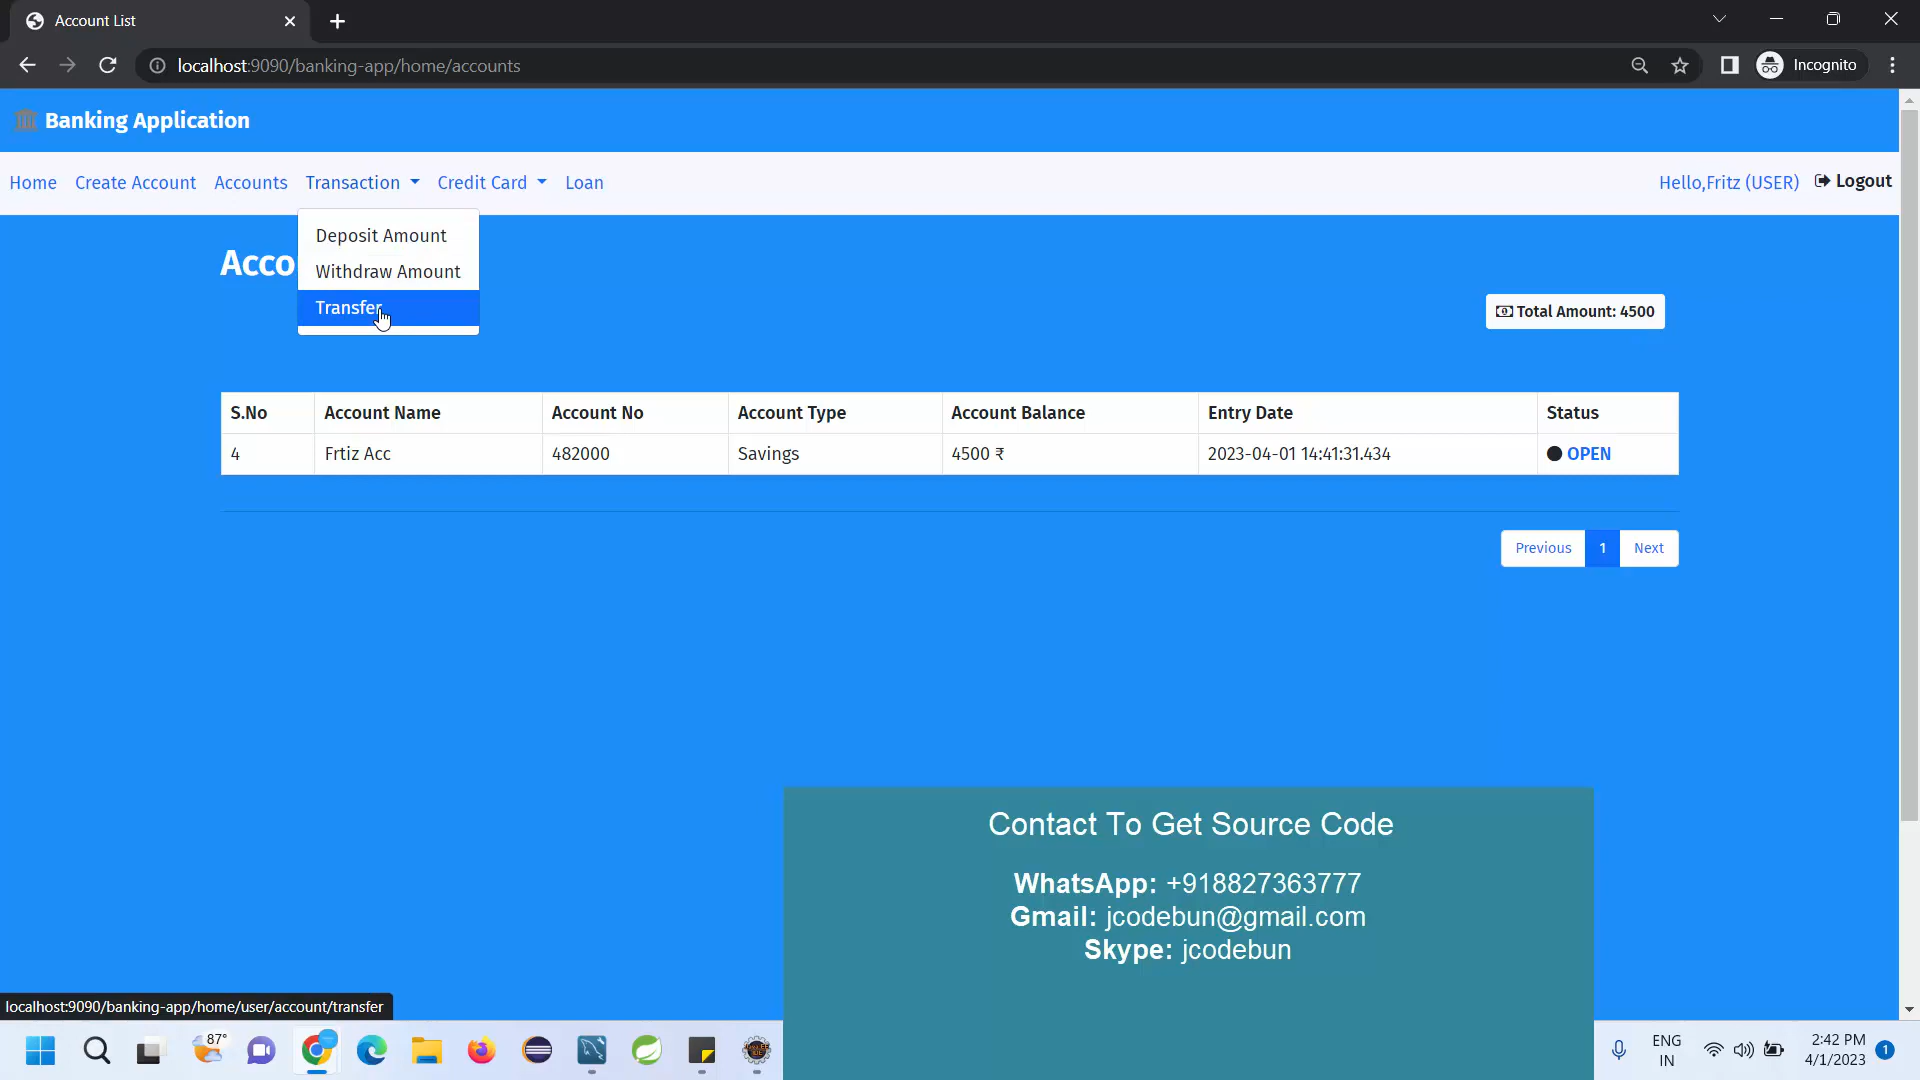 Account List
localhost:9090/banking-app/home/accounts
Incognito
Banking Application
Home Create Account Accounts Transaction Credit Card Loan Hello,Fritz (USER) Logout
Deposit Amount
Acco
Withdraw Amount
Transfer
Total Amount: 4500
S.No Account Name Account No Account Type Account Balance Entry Date Status
4 Frtiz Acc 482000 Savings 4500 ₹ 2023-04-01 14:41:31.434 OPEN
Previous 1 Next
Contact To Get Source Code
WhatsApp: +918827363777
Gmail: jcodebun@gmail.com
Skype: jcodebun
localhost:9090/banking-app/home/user/account/transfer
87°
ENG
IN
2:42 PM
4/1/2023
1